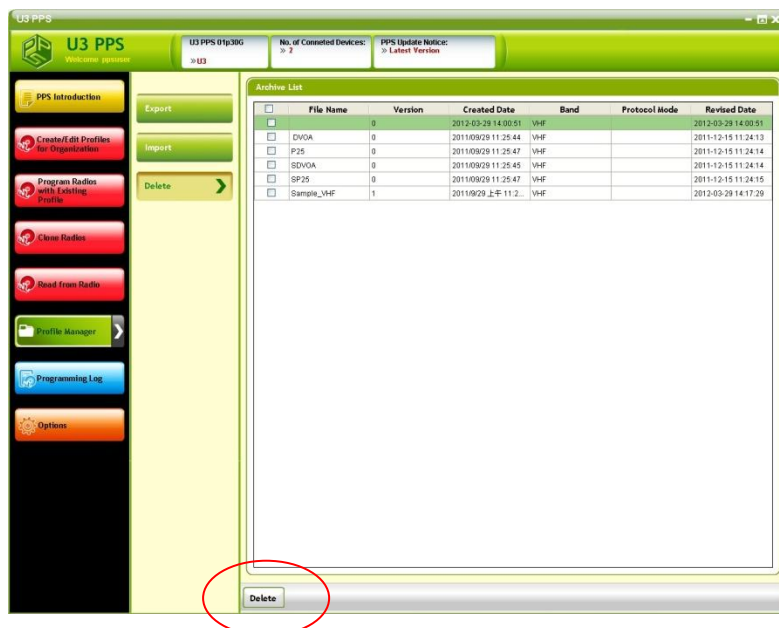 U3 PPS
U3 PPS
Welcome ppsuser
U3 PPS 01p30G
» U3
No. of Conneted Devices:
» 2
PPS Update Notice:
» Latest Version
PPS Introduction
Create/Edit Profiles
for Organization
Program Radios
with Existing
Profile
Clone Radios
Read from Radio
Profile Manager
Programming Log
Options
Export
Import
Delete
Archive List
File Name Version Created Date Band Protocol Mode Revised Date
0 2012-03-29 14:00:51 VHF 2012-03-29 14:00:51
DVOA 0 2011/09/29 11:25:44 VHF 2011-12-15 11:24:13
P25 0 2011/09/29 11:25:47 VHF 2011-12-15 11:24:14
SDVOA 0 2011/09/29 11:25:45 VHF 2011-12-15 11:24:14
SP25 0 2011/09/29 11:25:47 VHF 2011-12-15 11:24:15
Sample_VHF 1 2011/9/29 上午 11:2... VHF 2012-03-29 14:17:29
Delete